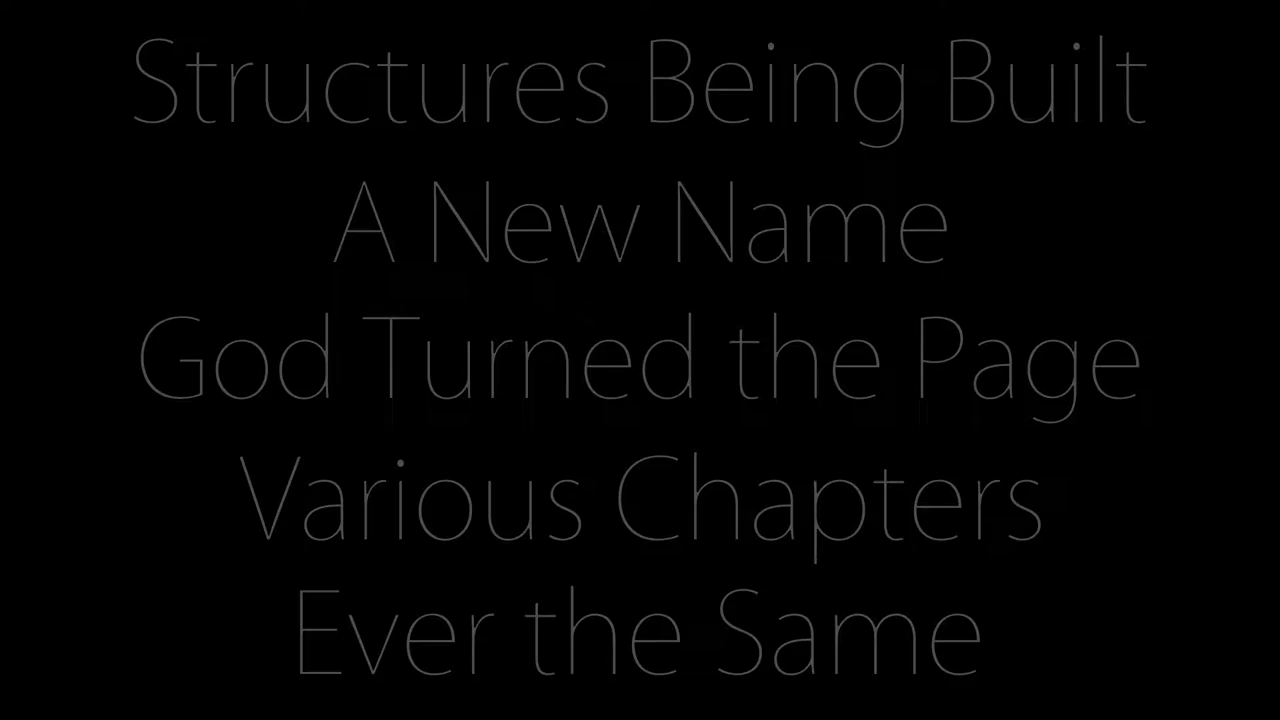 Structures Being Built
A New Name
God Turned the Page
Various Chapters
Ever the Same